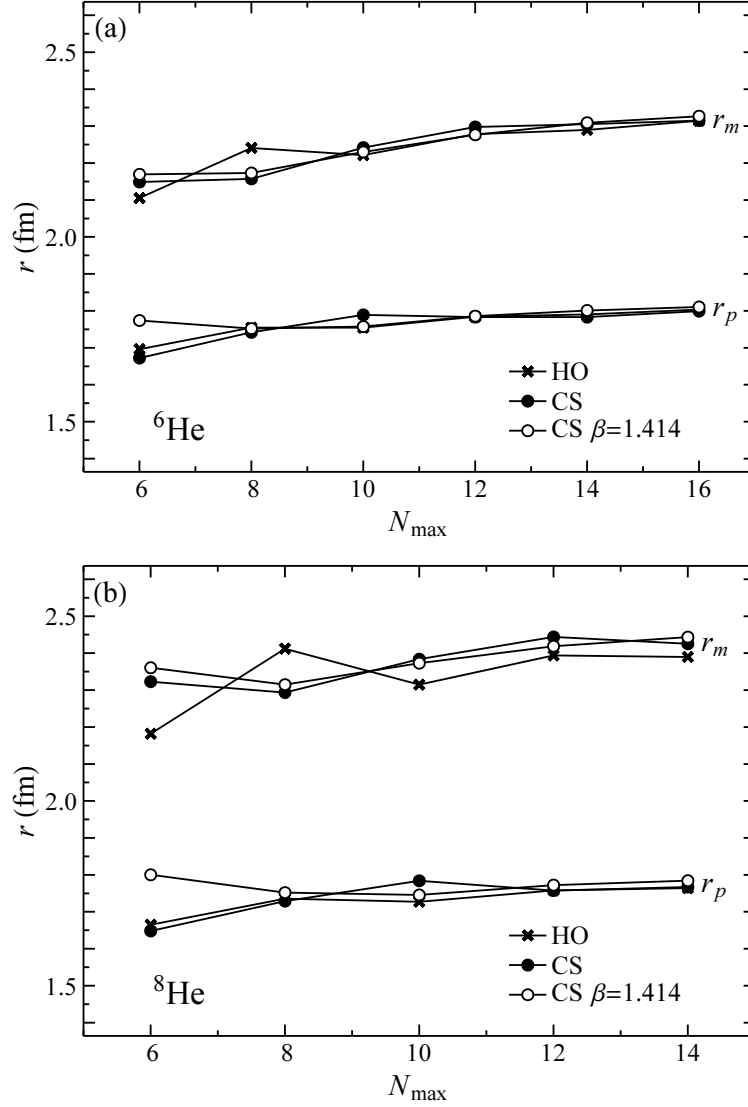 (a)
2.5
2.0
1.5
r (fm)
r_m
r_p
HO
CS
CS β=1.414
⁶He
6 8 10 12 14 16
N_max
(b)
2.5
2.0
1.5
r (fm)
r_m
r_p
HO
CS
CS β=1.414
⁸He
6 8 10 12 14
N_max